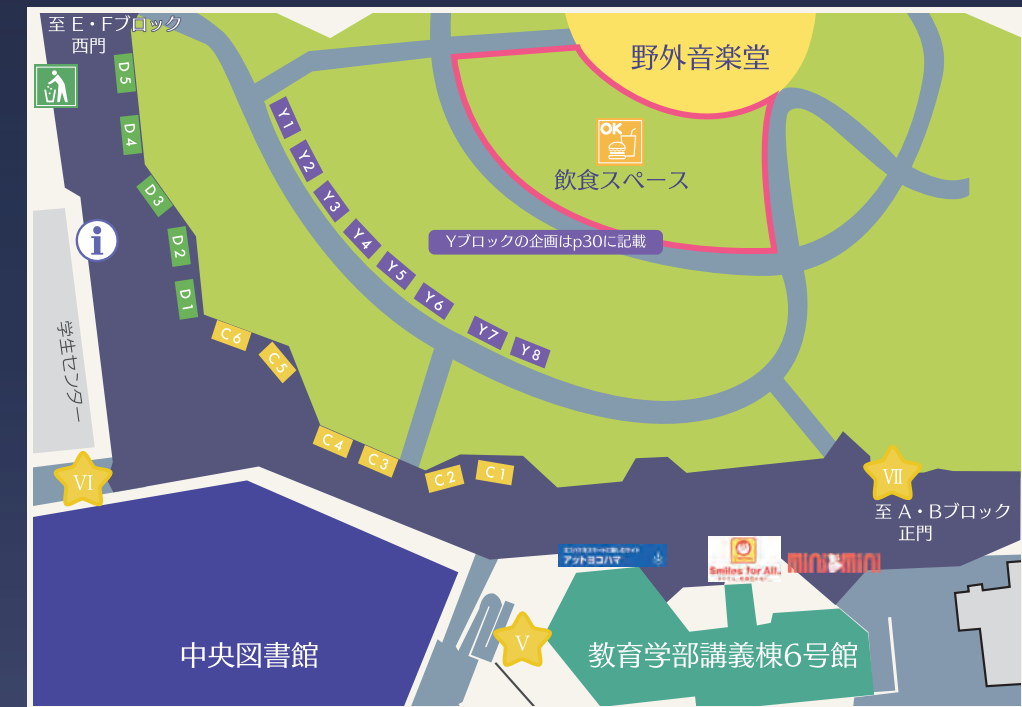 至 E・Fブロック
西門
野外音楽堂
D5
D4
D3
D2
D1
Y1
Y2
Y3
Y4
Y5
Y6
Y7
Y8
OK
飲食スペース
Yブロックの企画はp30に記載
i
学生センター
C6
C5
C4
C3
C2
C1
VI
VII
至 A・Bブロック
正門
アットヨコハマ
Smiles for All.
MINIMINI
中央図書館
V
教育学部講義棟6号館